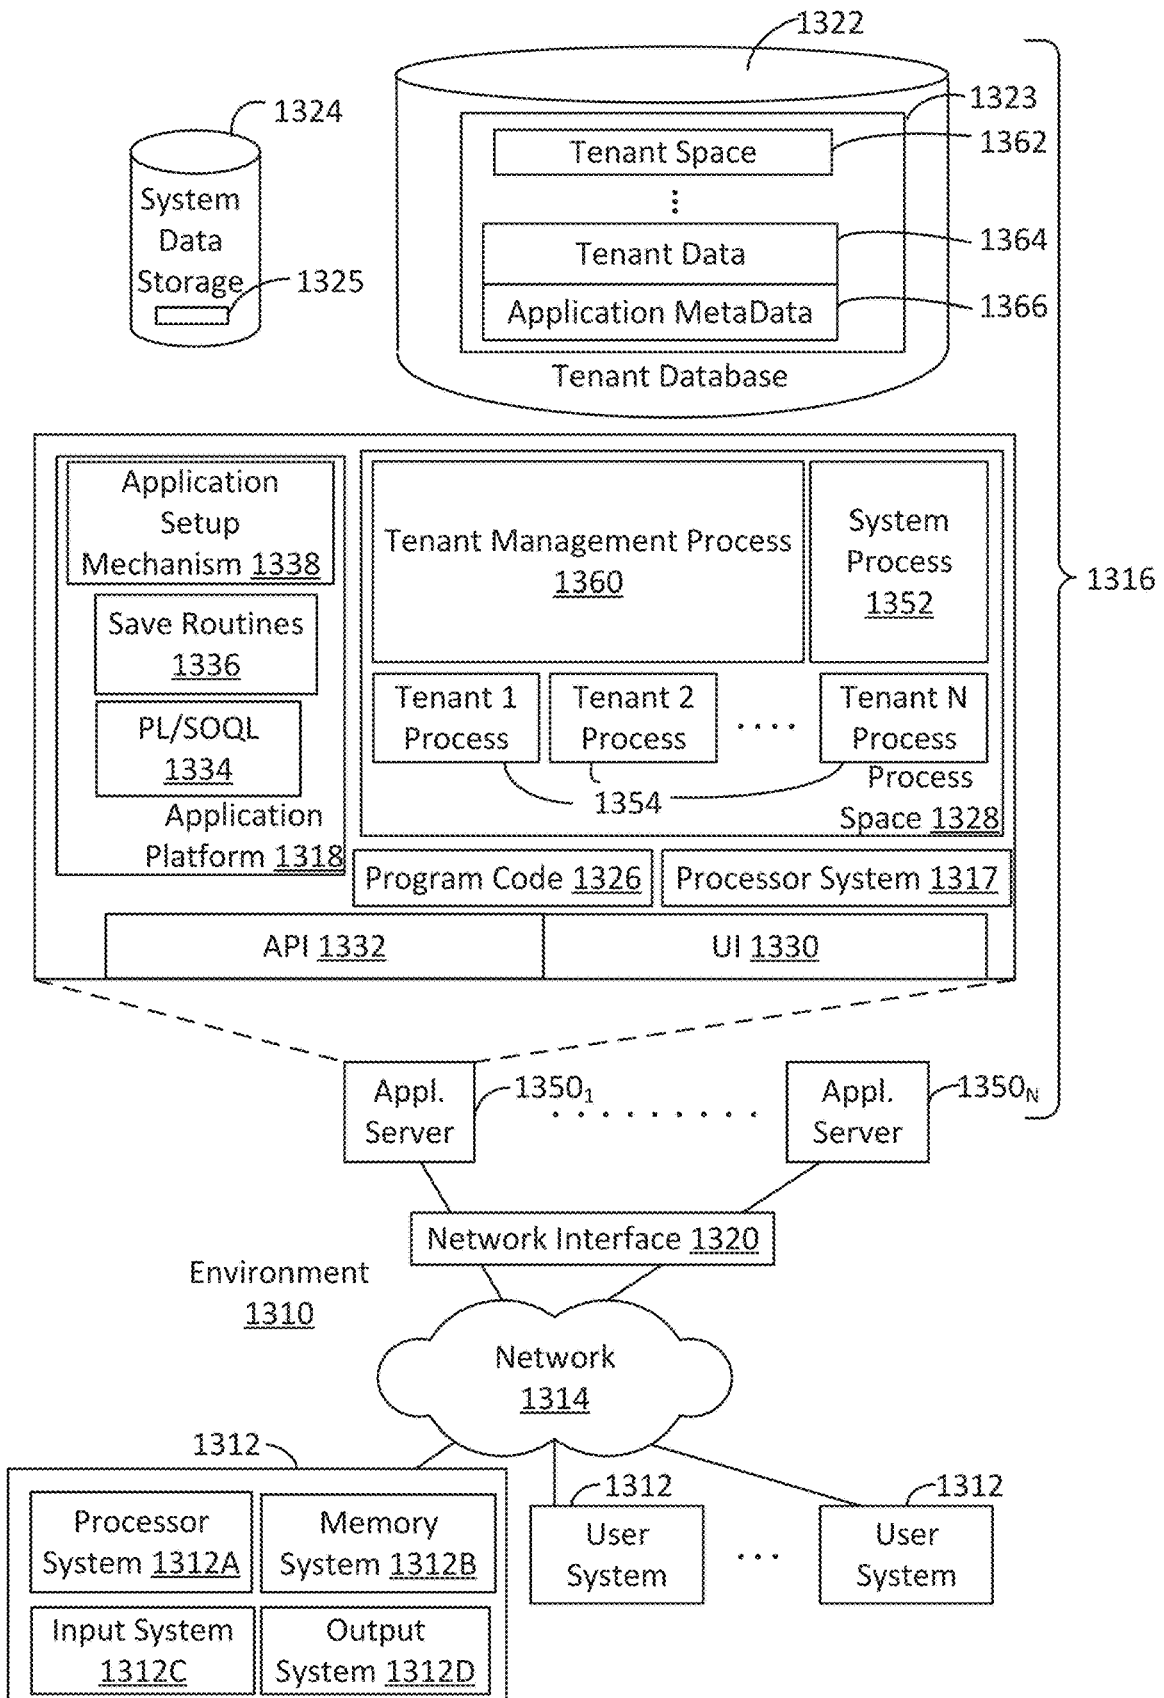 1322
1324
1323
Tenant Space
1362
System
Data
Storage
1325
Tenant Data
1364
Application MetaData
1366
Tenant Database
Application
Setup
Mechanism 1338
Tenant Management Process
1360
System
Process
1352
1316
Save Routines
1336
Tenant 1
Process
Tenant 2
Process
Tenant N
Process
PL/SOQL
1334
1354
Process
Space 1328
Application
Platform 1318
Program Code 1326
Processor System 1317
API 1332
UI 1330
Appl.
Server
1350₁
Appl.
Server
1350N
Network Interface 1320
Environment
1310
Network
1314
1312
Processor
System 1312A
Memory
System 1312B
Input System
1312C
Output
System 1312D
1312
User
System
1312
User
System